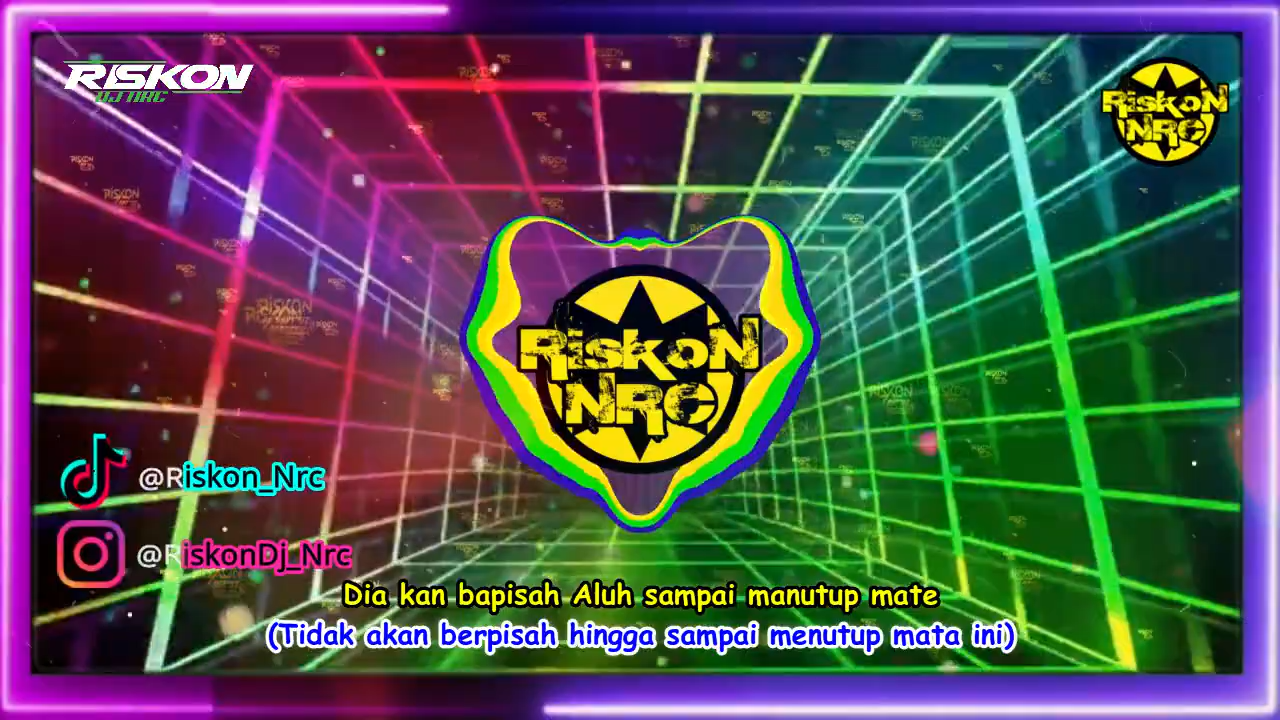 RISKON
DJ NRC
RiskoN
NRC
RiskoN
NRC
@Riskon_Nrc
@RiskonDj_Nrc
Dia kan bapisah Aluh sampai manutup mate
(Tidak akan berpisah hingga sampai menutup mata ini)